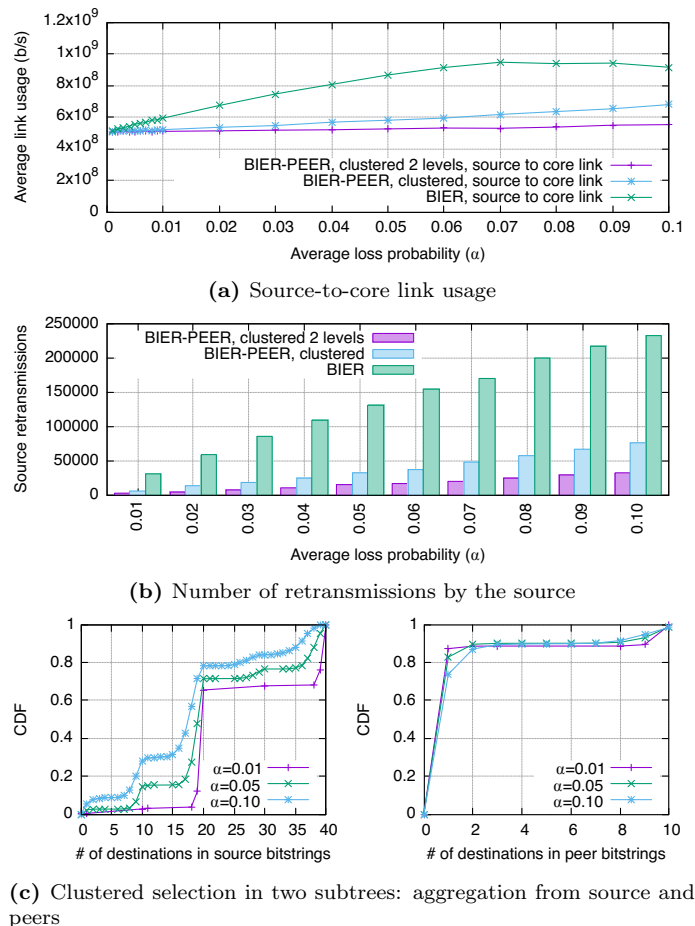 Average link usage (b/s)
1.2x10⁹
1x10⁹
8x10⁸
6x10⁸
4x10⁸
2x10⁸
0
BIER-PEER, clustered 2 levels, source to core link
BIER-PEER, clustered, source to core link
BIER, source to core link
0 0.01 0.02 0.03 0.04 0.05 0.06 0.07 0.08 0.09 0.1
Average loss probability (α)
(a) Source-to-core link usage
Source retransmissions
250000
200000
150000
100000
50000
0
BIER-PEER, clustered 2 levels
BIER-PEER, clustered
BIER
0.01 0.02 0.03 0.04 0.05 0.06 0.07 0.08 0.09 0.10
Average loss probability (α)
(b) Number of retransmissions by the source
CDF
1
0.8
0.6
0.4
0.2
0
α=0.01
α=0.05
α=0.10
0 5 10 15 20 25 30 35 40
# of destinations in source bitstrings
CDF
1
0.8
0.6
0.4
0.2
0
α=0.01
α=0.05
α=0.10
0 2 4 6 8 10
# of destinations in peer bitstrings
(c) Clustered selection in two subtrees: aggregation from source and
peers